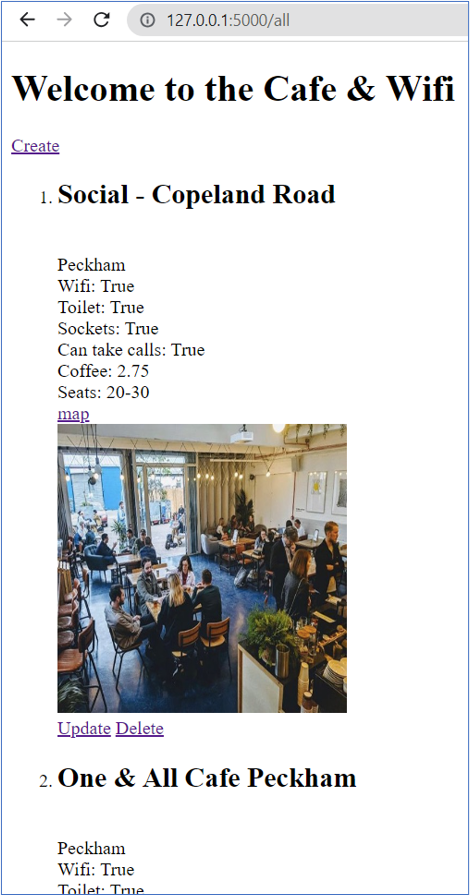 127.0.0.1:5000/all
Welcome to the Cafe & Wifi
Create
1. Social - Copeland Road
Peckham
Wifi: True
Toilet: True
Sockets: True
Can take calls: True
Coffee: 2.75
Seats: 20-30
map
Update Delete
2. One & All Cafe Peckham
Peckham
Wifi: True
Toilet: True